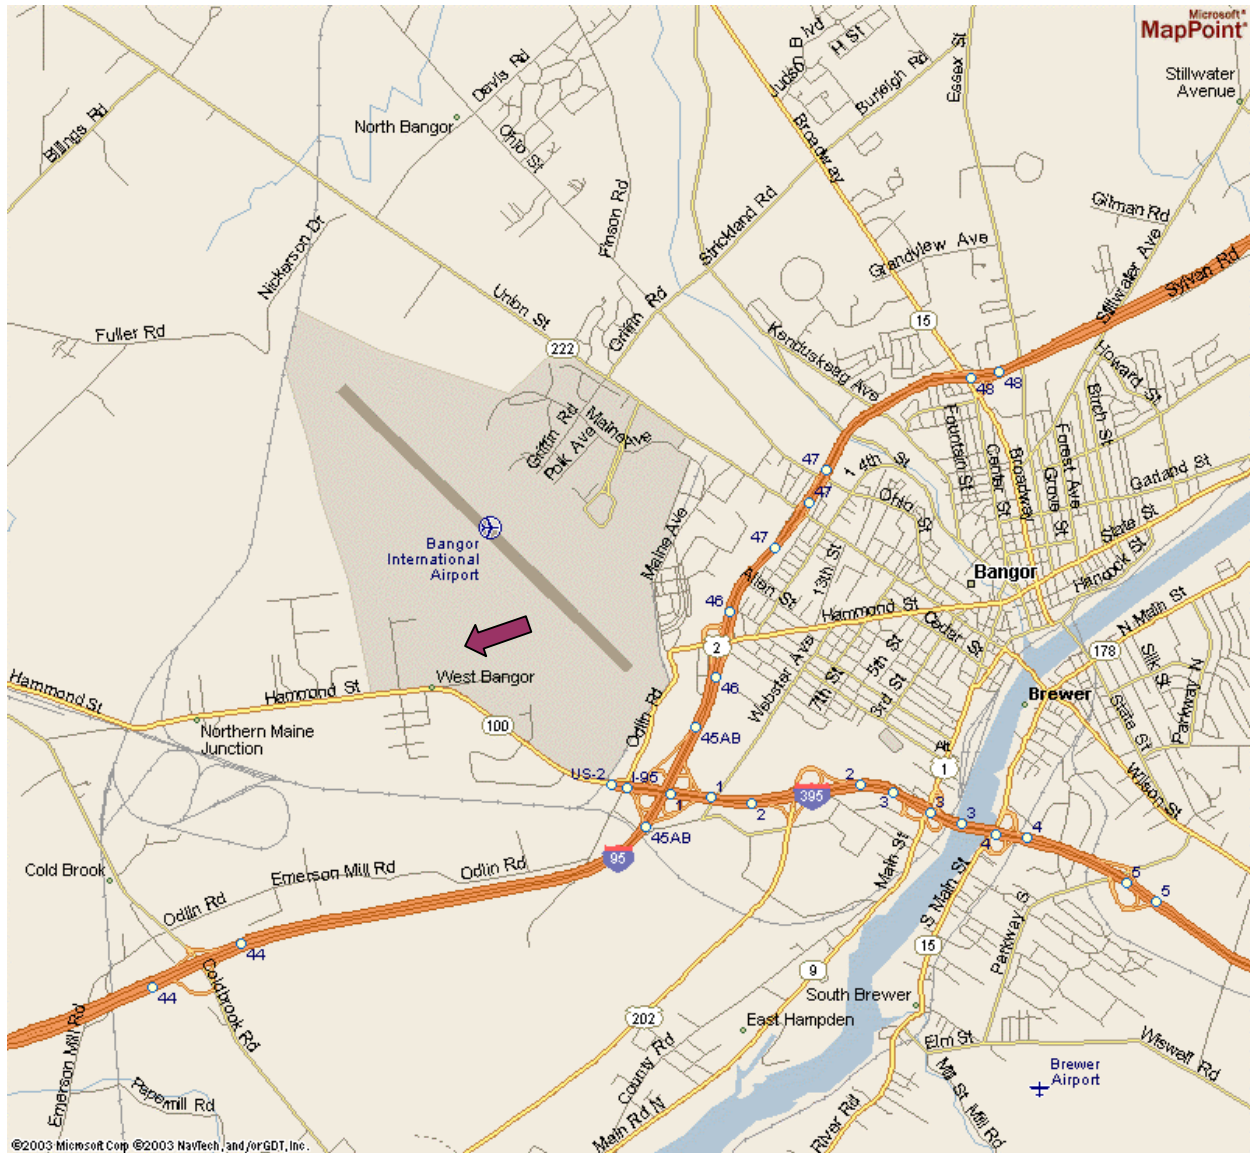 Microsoft®
MapPoint®
Judson Blvd
H St
Essex St
Stillwater
Avenue
Davis Rd
Burleigh Rd
Billings Rd
North Bangor
Ohio St
Broadway
Finson Rd
Gilman Rd
Nickerson Dr
Strickland Rd
Grandview Ave
Stillwater Ave
Sylvan Rd
Union St
Griffin Rd
Fuller Rd
222
15
Kenduskeag Ave
Howard St
48
48
Birch St
Griffin Rd
Maine Ave
Polk Ave
Fountain St
Center St
Broadway
Forest Ave
Grove St
Garland St
47
14th St
47
Ohio St
State St
Maine Ave
47
Bangor
International
Airport
13th St
Hancock St
Allen St
Bangor
46
Hammond St
Cedar St
N Main St
2
178
Webster Ave
5th St
Silk St
Parkway N
46
7th St
3rd St
Hammond St
Hammond St
West Bangor
Odlin Rd
Brewer
State St
100
Northern Maine
Junction
45AB
Alt
1
US-2
I-95
Wilson St
1
1
2
395
2
3
3
3
4
4
45AB
95
Cold Brook
Emerson Mill Rd
Odlin Rd
Main St
S Main St
5
5
Odlin Rd
Parkway S
44
44
Coldbrook Rd
15
9
South Brewer
202
East Hampden
Emerson Mill Rd
County Rd
Elm St
Wiswell Rd
Brewer
Airport
Mill St
Mill Rd
Papermill Rd
Main Rd N
River Rd
©2003 Microsoft Corp ©2003 NavTech, and/or GDT, Inc.